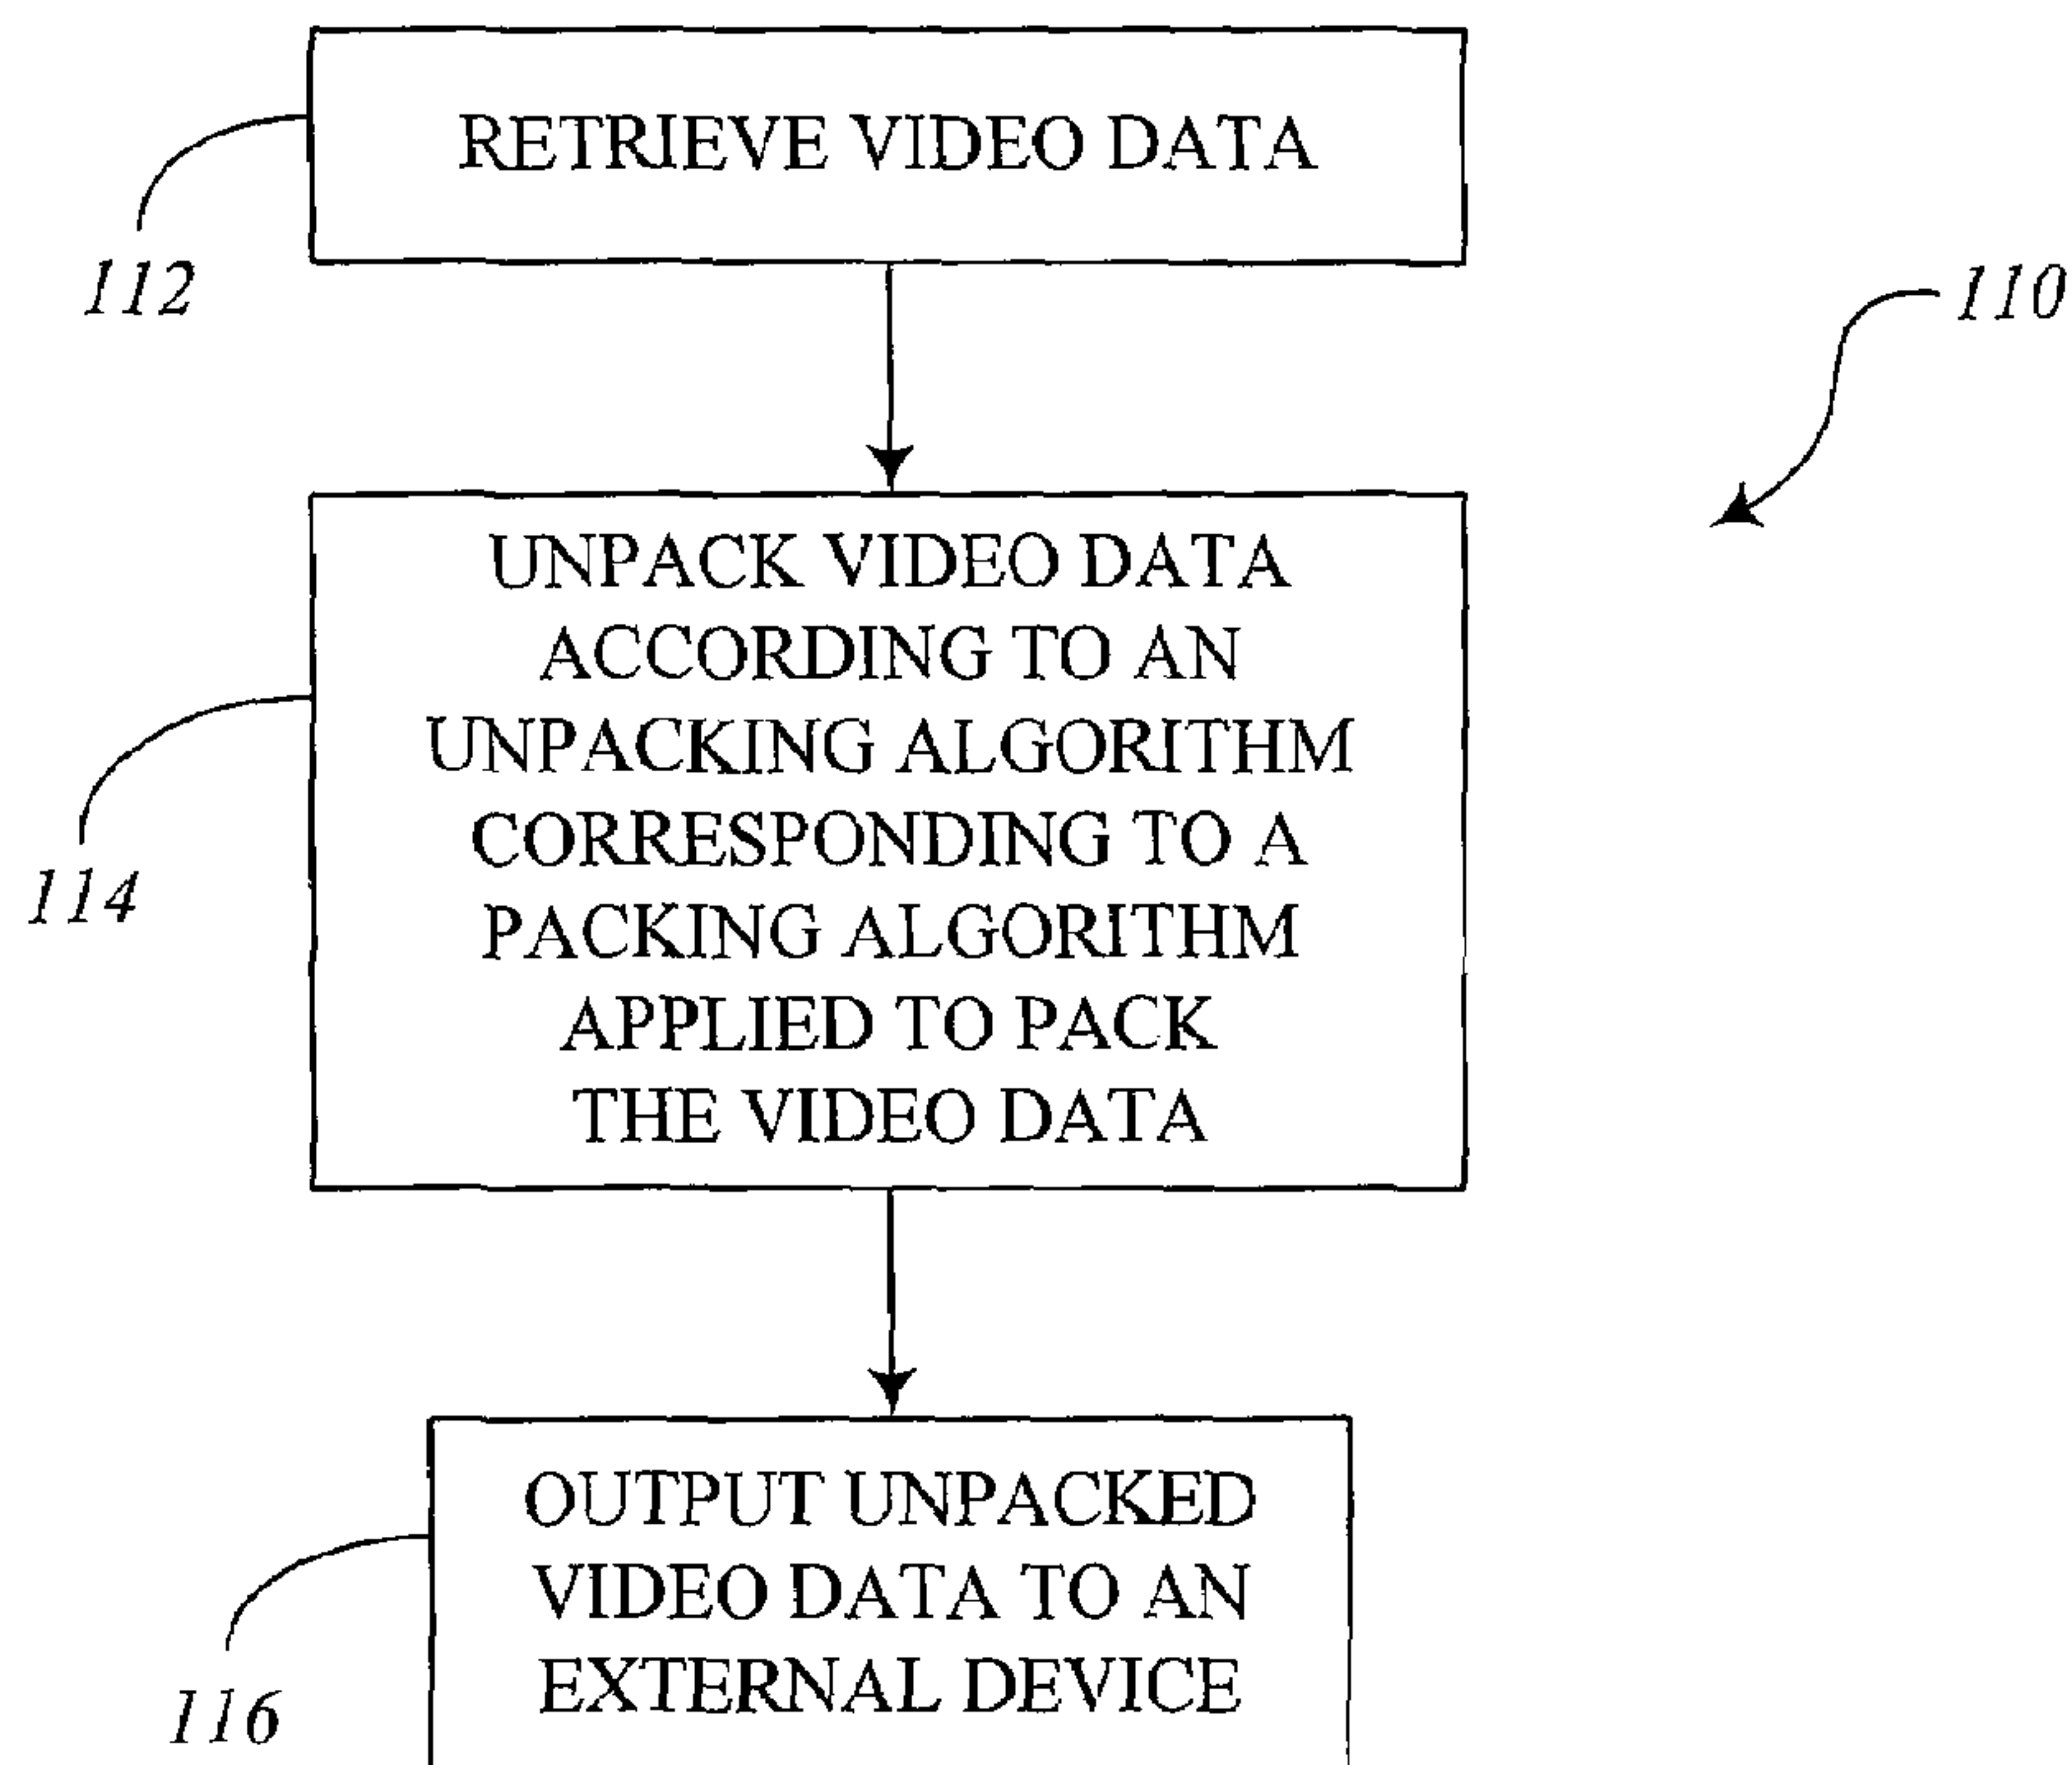 RETRIEVE VIDEO DATA
112
110
UNPACK VIDEO DATA
ACCORDING TO AN
UNPACKING ALGORITHM
CORRESPONDING TO A
PACKING ALGORITHM
APPLIED TO PACK
THE VIDEO DATA
114
OUTPUT UNPACKED
VIDEO DATA TO AN
EXTERNAL DEVICE
116